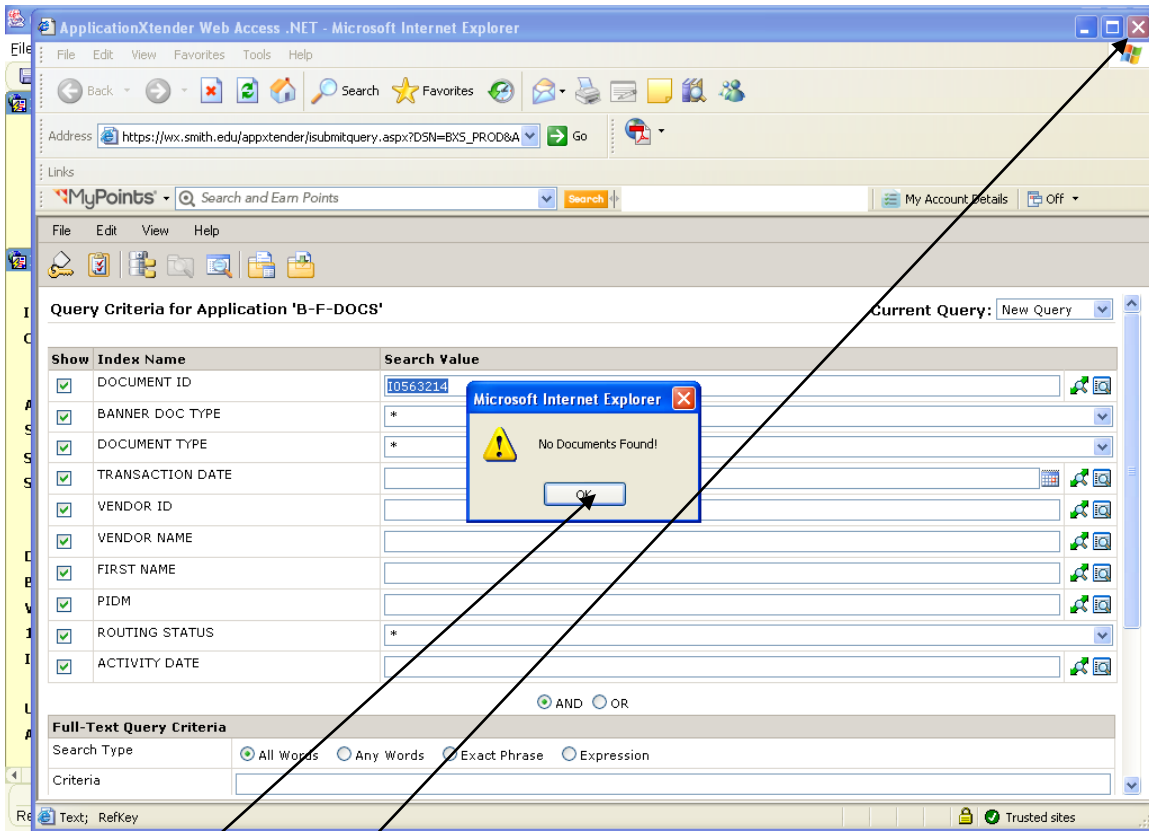 ApplicationXtender Web Access .NET - Microsoft Internet Explorer
File
File Edit View Favorites Tools Help
Back Search Favorites
Address https://wx.smith.edu/appxtender/isubmitquery.aspx?DSN=BXS_PROD&A Go
Links
MyPoints Search and Earn Points Search My Account Details Off
File Edit View Help
Query Criteria for Application 'B-F-DOCS' Current Query: New Query
Show Index Name Search Value
DOCUMENT ID I0563214
BANNER DOC TYPE *
DOCUMENT TYPE *
TRANSACTION DATE
VENDOR ID
VENDOR NAME
FIRST NAME
PIDM
ROUTING STATUS *
ACTIVITY DATE
Microsoft Internet Explorer
No Documents Found!
OK
AND OR
Full-Text Query Criteria
Search Type All Words Any Words Exact Phrase Expression
Criteria
Re Text; RefKey Trusted sites